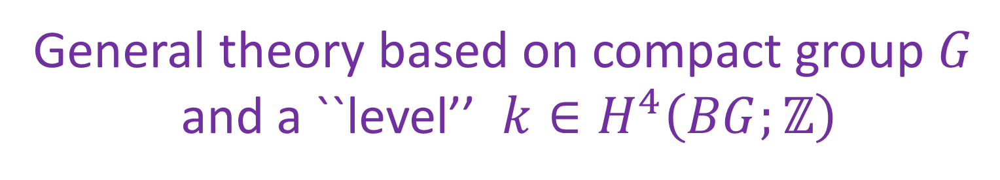 General theory based on compact group 𝐺
and a ``level’’ 𝑘 ∈ 𝐻⁴(𝐵𝐺; ℤ)